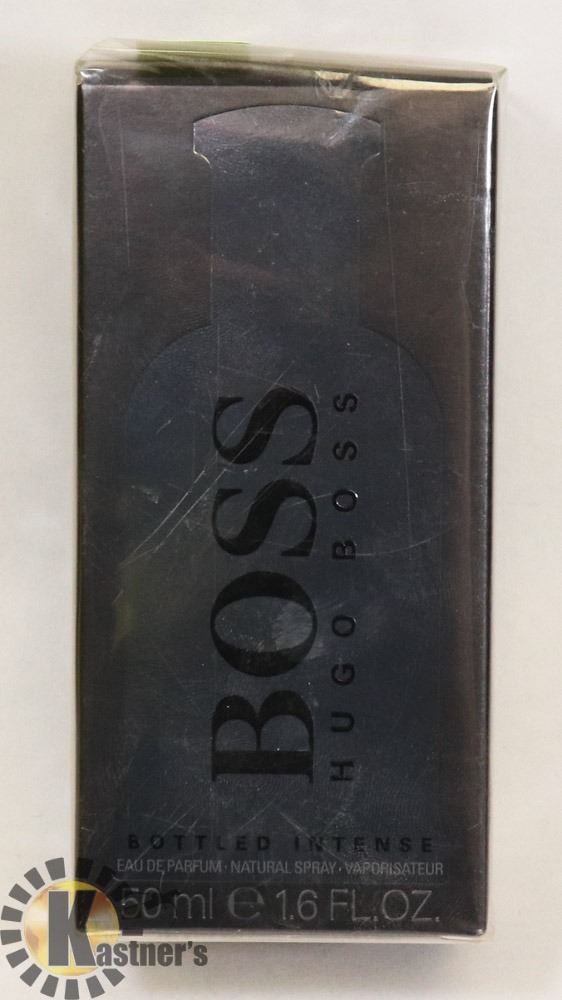 BOSS
HUGO BOSS
BOTTLED INTENSE
EAU DE PARFUM · NATURAL SPRAY · VAPORISATEUR
50 ml e 1.6 FL.OZ.
Kastner's